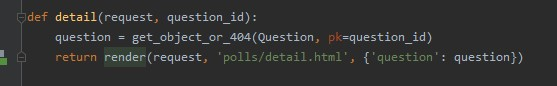 def detail(request, question_id):
    question = get_object_or_404(Question, pk=question_id)
    return render(request, 'polls/detail.html', {'question': question})